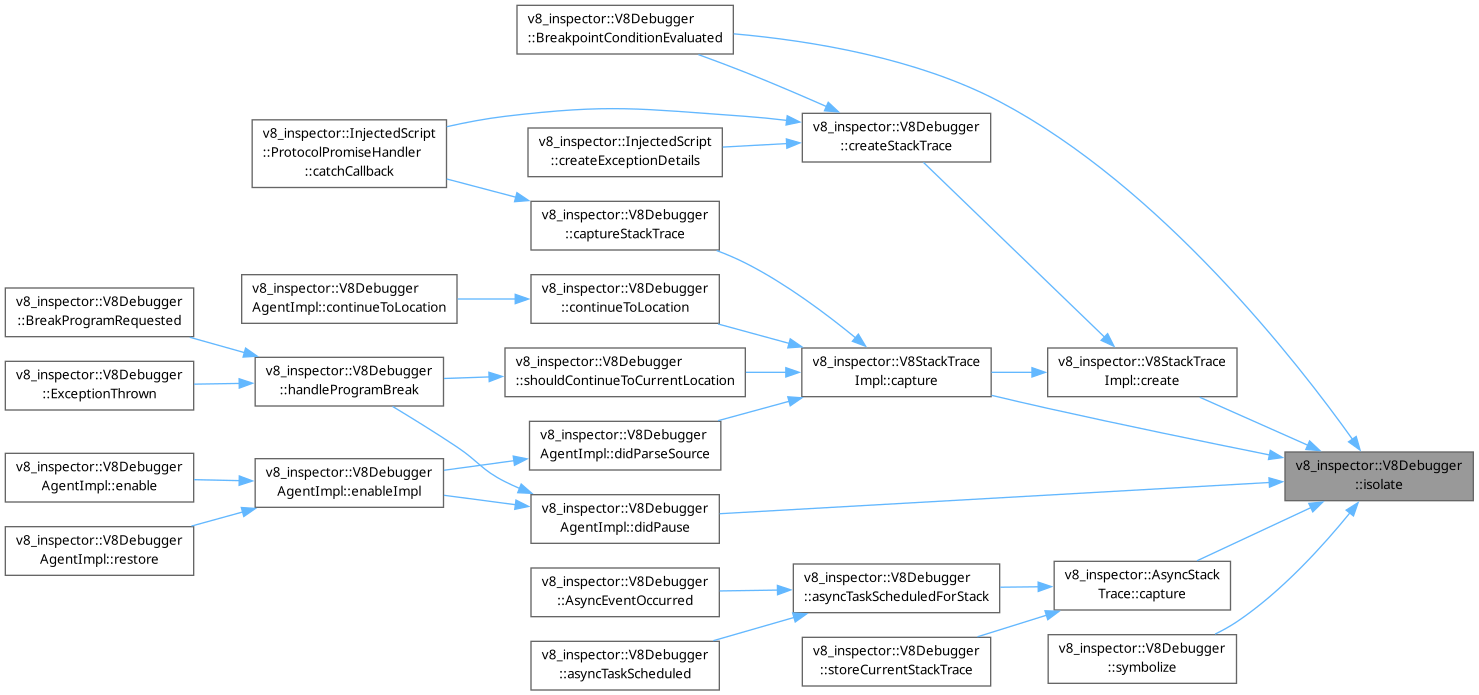 v8_inspector::V8Debugger
::BreakpointConditionEvaluated
v8_inspector::V8Debugger
::createStackTrace
v8_inspector::InjectedScript
::ProtocolPromiseHandler
::catchCallback
v8_inspector::InjectedScript
::createExceptionDetails
v8_inspector::V8Debugger
::captureStackTrace
v8_inspector::V8Debugger
AgentImpl::continueToLocation
v8_inspector::V8Debugger
::continueToLocation
v8_inspector::V8Debugger
::BreakProgramRequested
v8_inspector::V8Debugger
::ExceptionThrown
v8_inspector::V8Debugger
::handleProgramBreak
v8_inspector::V8Debugger
::shouldContinueToCurrentLocation
v8_inspector::V8StackTrace
Impl::capture
v8_inspector::V8StackTrace
Impl::create
v8_inspector::V8Debugger
AgentImpl::didParseSource
v8_inspector::V8Debugger
::isolate
v8_inspector::V8Debugger
AgentImpl::enable
v8_inspector::V8Debugger
AgentImpl::enableImpl
v8_inspector::V8Debugger
AgentImpl::didPause
v8_inspector::V8Debugger
AgentImpl::restore
v8_inspector::V8Debugger
::AsyncEventOccurred
v8_inspector::V8Debugger
::asyncTaskScheduledForStack
v8_inspector::AsyncStack
Trace::capture
v8_inspector::V8Debugger
::asyncTaskScheduled
v8_inspector::V8Debugger
::storeCurrentStackTrace
v8_inspector::V8Debugger
::symbolize